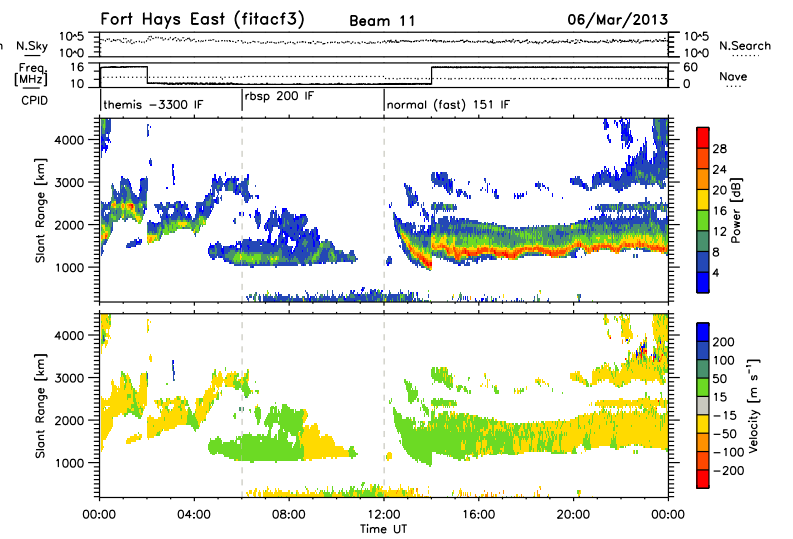 Fort Hays East (fitacf3) Beam 11 06/Mar/2013
N.Sky 10^5 10^5 N.Search
10^0 10^0
Freq. 16 60 Nave
[MHz] 10 0
CPID themis -3300 IF rbsp 200 IF normal (fast) 151 IF
Slant Range [km]
4000
3000
2000
1000
28
24
20
16
12
8
4
Power [dB]
Slant Range [km]
4000
3000
2000
1000
200
100
50
15
-15
-50
-100
-200
Velocity [m s⁻¹]
00:00 04:00 08:00 12:00 16:00 20:00 00:00
Time UT